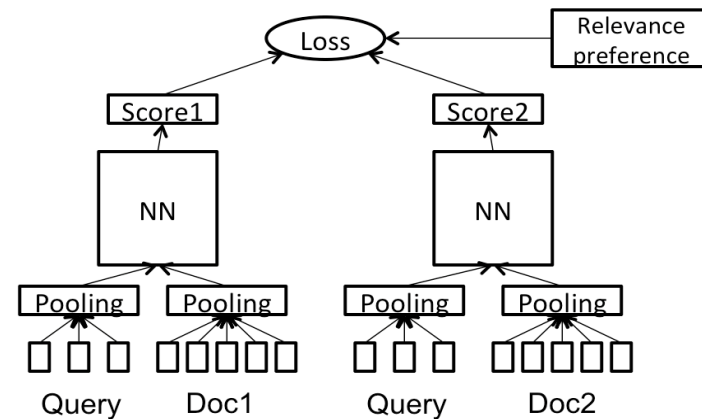 Loss
Relevance
preference
Score1
Score2
NN
NN
Pooling
Pooling
Pooling
Pooling
Query
Doc1
Query
Doc2